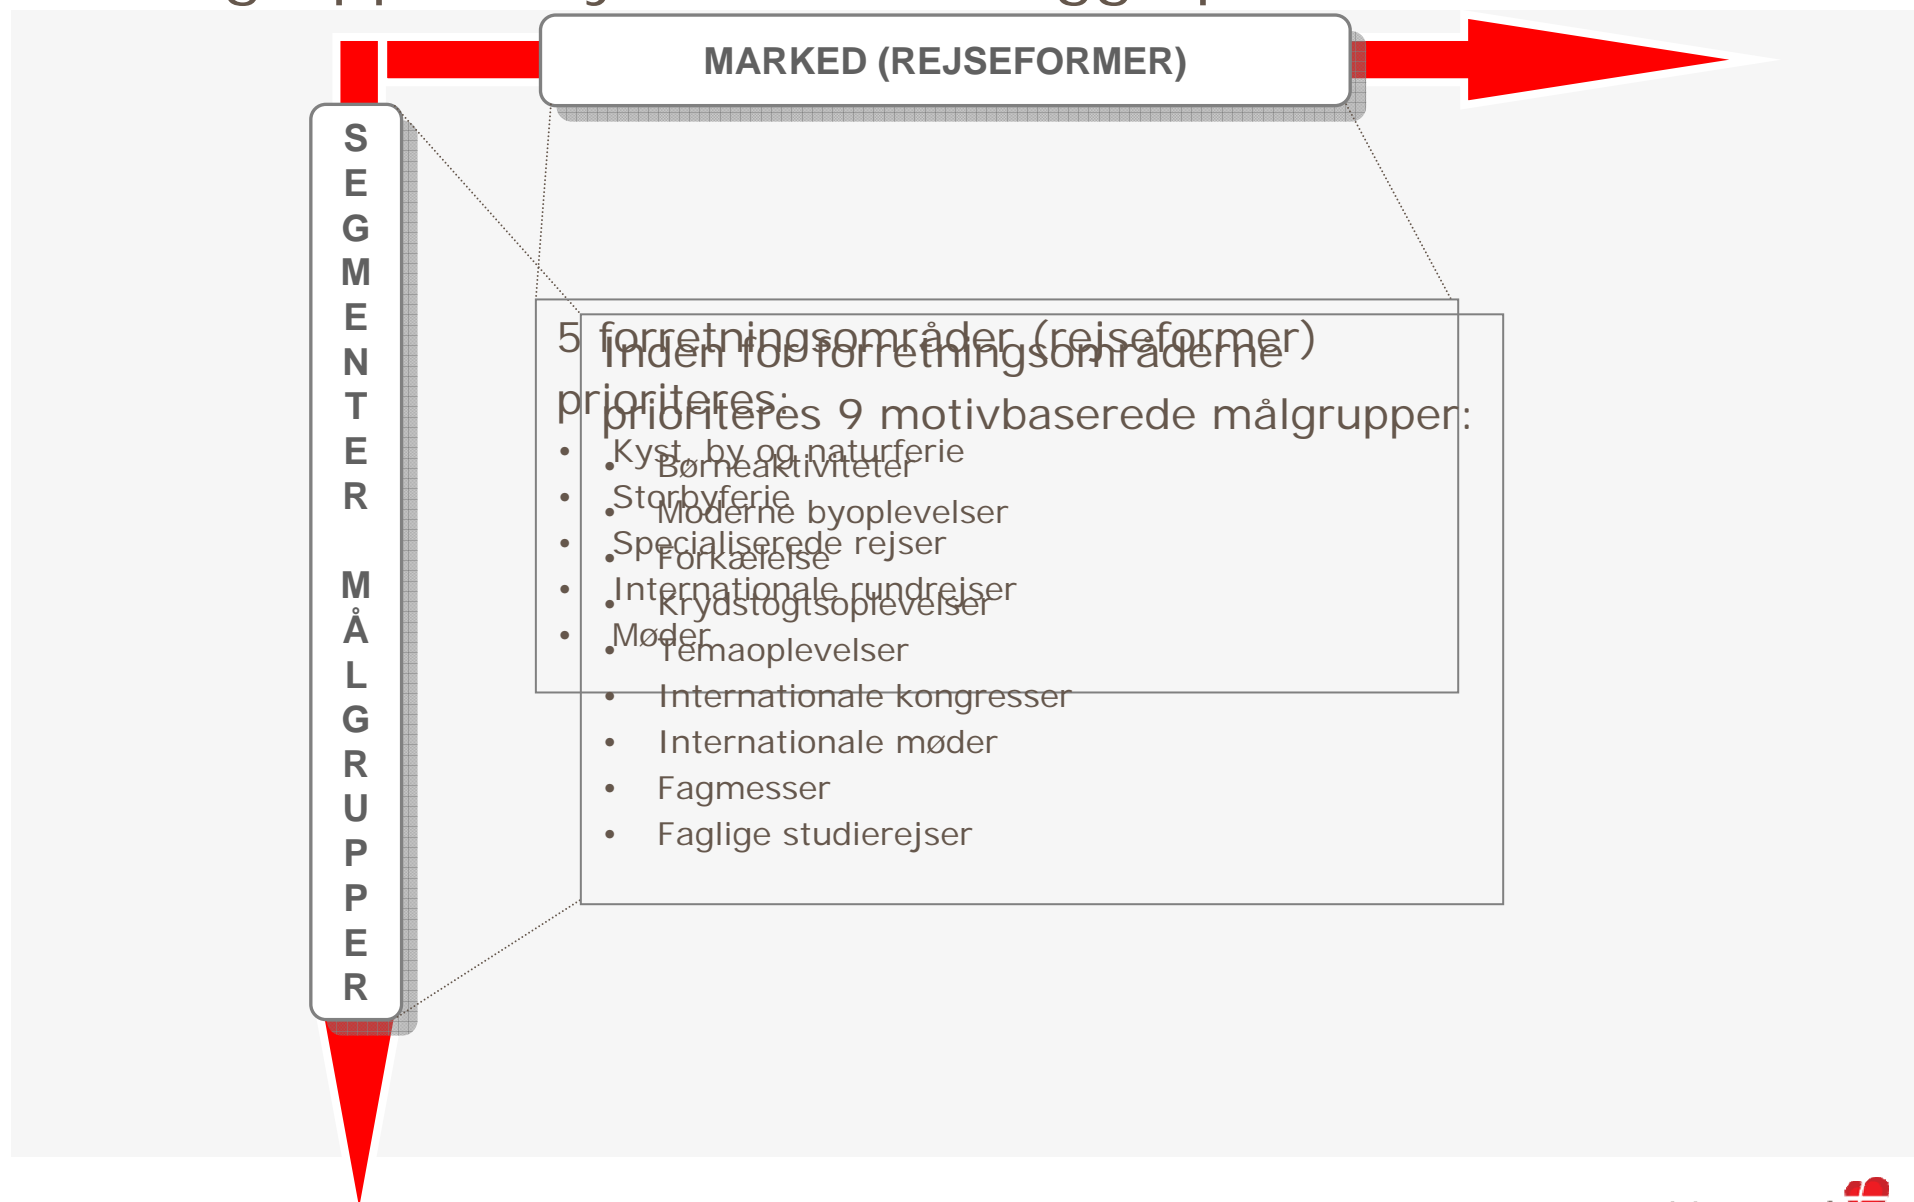 MARKED (REJSEFORMER)
SEGMENTER MÅLGRUPPER
5 forretningsområder (rejseformer)
prioriteres:
• Kyst, by og naturferie
• Storbyferie
• Specialiserede rejser
• Internationale rundrejser
• Møder
Inden for forretningsområderne
prioriteres 9 motivbaserede målgrupper:
• Børneaktiviteter
• Moderne byoplevelser
• Forkælelse
• Krydstogtsoplevelser
• Temaoplevelser
• Internationale kongresser
• Internationale møder
• Fagmesser
• Faglige studierejser